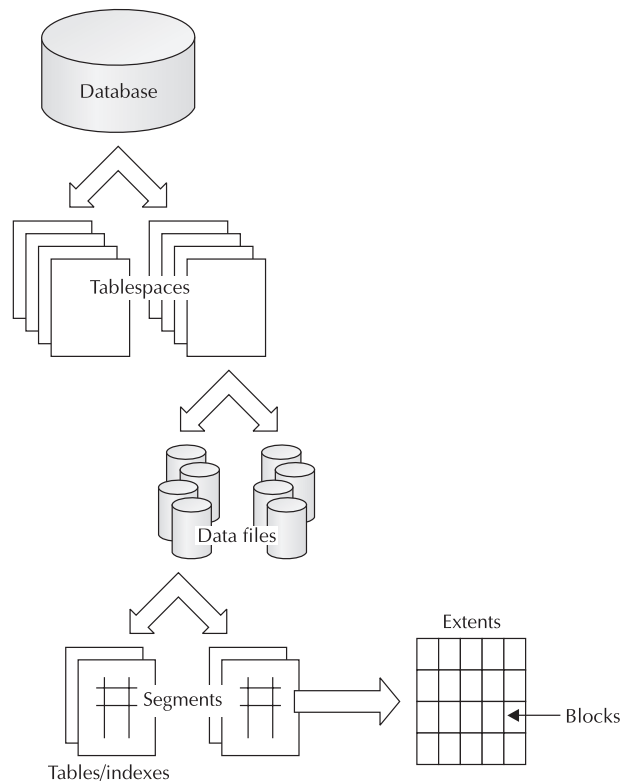 Database
Tablespaces
Data files
Extents
Segments
Blocks
Tables/indexes